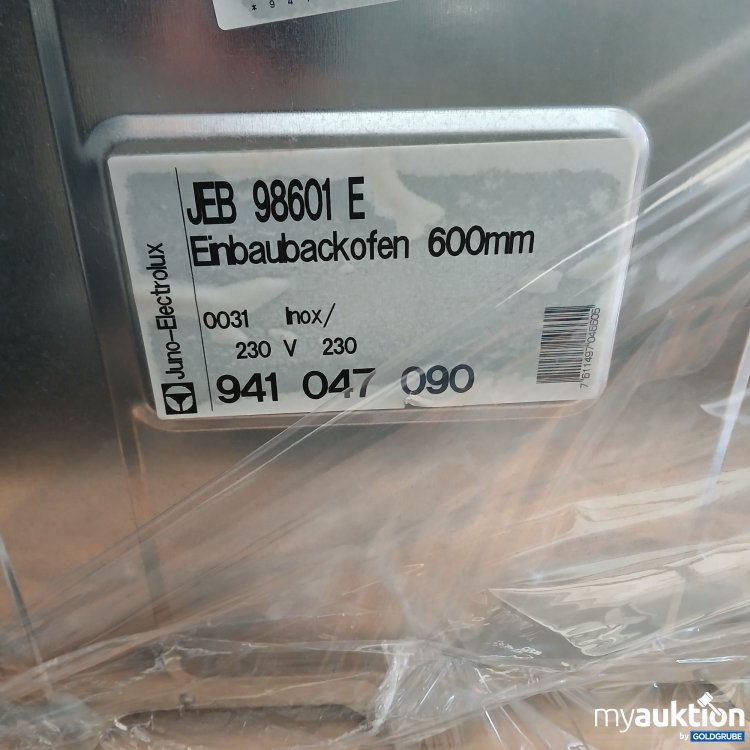 JEB 98601 E
Einbaubackofen 600mm
0031 Inox/
230 V 230
941 047 090
Juno-Electrolux
myauktion
by GOLDGRUBE